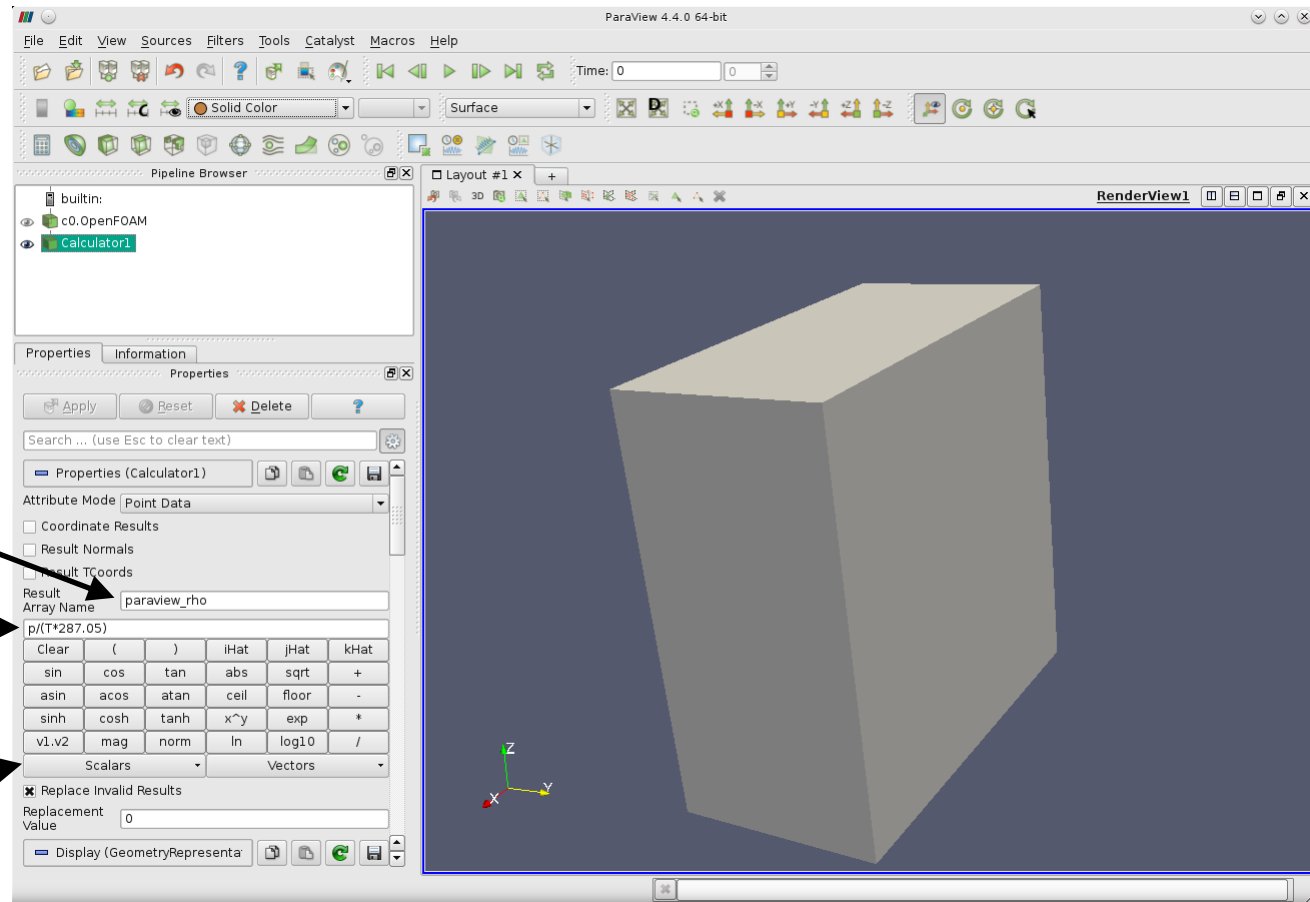 ParaView 4.4.0 64-bit
File Edit View Sources Filters Tools Catalyst Macros Help
Time: 0 0
Solid Color Surface
Pipeline Browser
builtin:
c0.OpenFOAM
Calculator1
Layout #1
3D
RenderView1
Properties Information
Properties
Apply Reset Delete ?
Search ... (use Esc to clear text)
Properties (Calculator1)
Attribute Mode Point Data
Coordinate Results
Result Normals
Result TCoords
Result
Array Name paraview_rho
p/(T*287.05)
Clear ( ) iHat jHat kHat
sin cos tan abs sqrt +
asin acos atan ceil floor -
sinh cosh tanh x^y exp *
v1.v2 mag norm ln log10 /
Scalars Vectors
Replace Invalid Results
Replacement
Value 0
Display (GeometryRepresenta
Z
Y
X